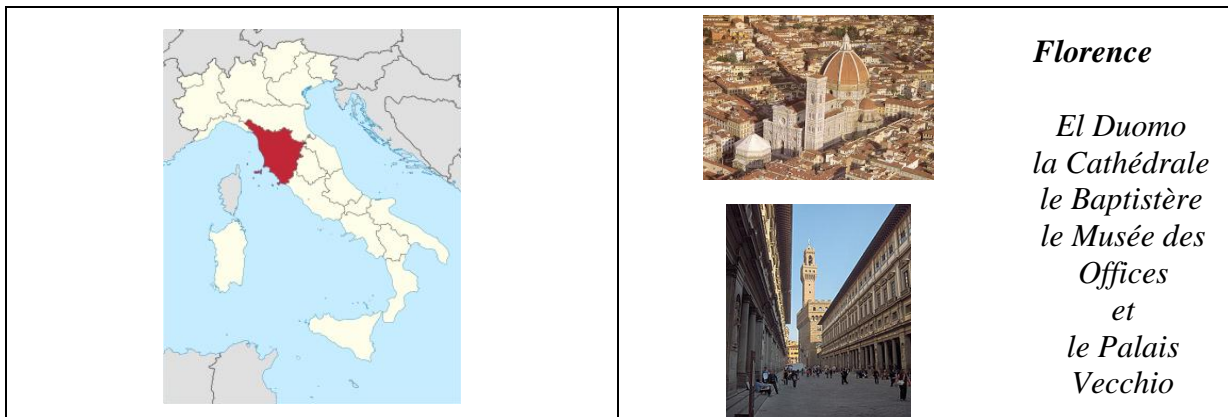 Florence
El Duomo
la Cathédrale
le Baptistère
le Musée des
Offices
et
le Palais
Vecchio